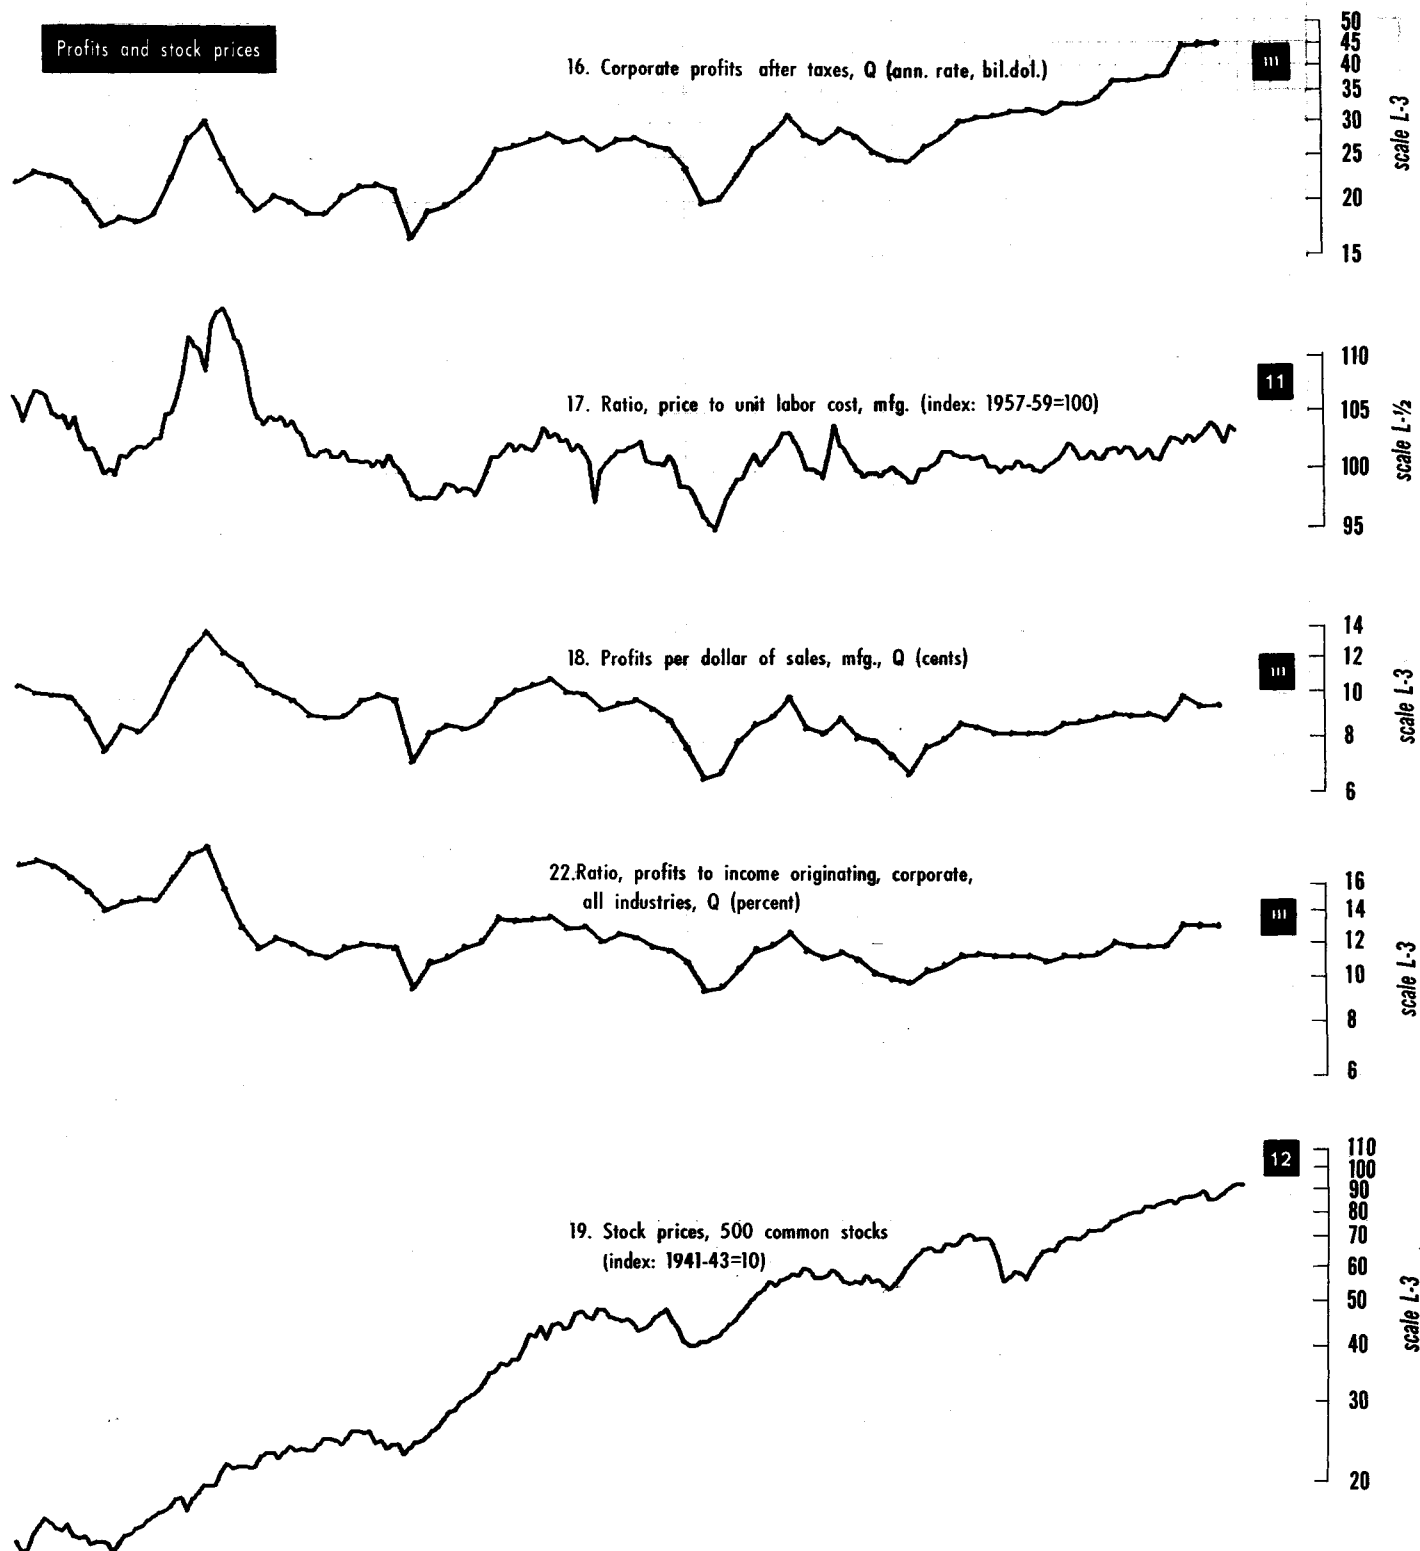 Profits and stock prices
16. Corporate profits after taxes, Q (ann. rate, bil.dol.)
III
50
45
40
35
30
25
20
15
scale L-3
17. Ratio, price to unit labor cost, mfg. (index: 1957-59=100)
11
110
105
100
95
scale L-½
18. Profits per dollar of sales, mfg., Q (cents)
III
14
12
10
8
6
scale L-3
22.Ratio, profits to income originating, corporate,
all industries, Q (percent)
III
16
14
12
10
8
6
scale L-3
19. Stock prices, 500 common stocks
(index: 1941-43=10)
12
110
100
90
80
70
60
50
40
30
20
scale L-3